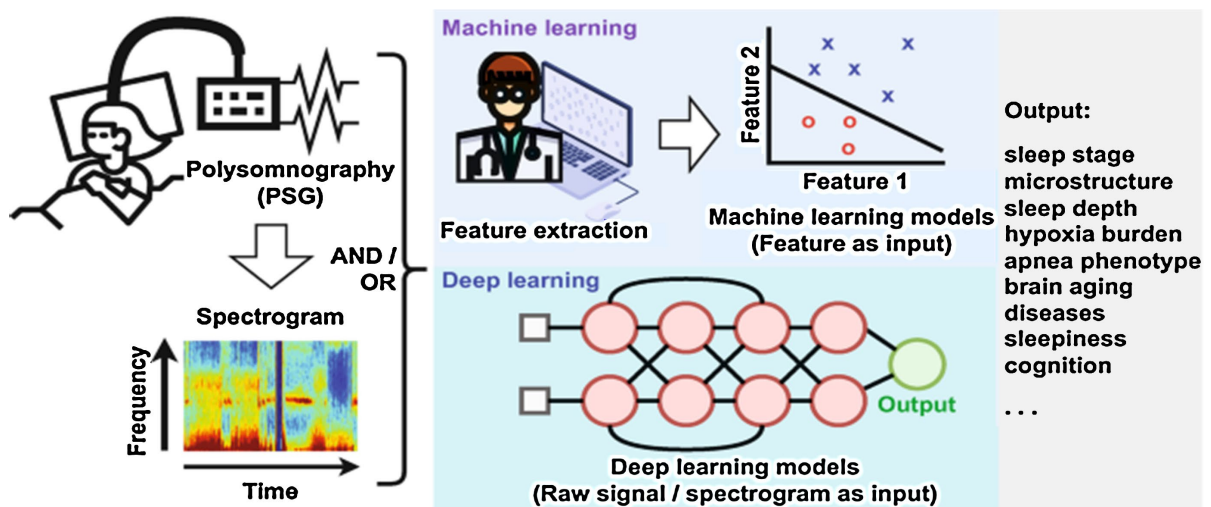 Polysomnography
(PSG)
AND /
OR
Spectrogram
Frequency
Time
Machine learning
Feature extraction
Feature 2
x x
x x
x
o o
o
Feature 1
Machine learning models
(Feature as input)
Deep learning
Output
Deep learning models
(Raw signal / spectrogram as input)
Output:
sleep stage
microstructure
sleep depth
hypoxia burden
apnea phenotype
brain aging
diseases
sleepiness
cognition
. . .